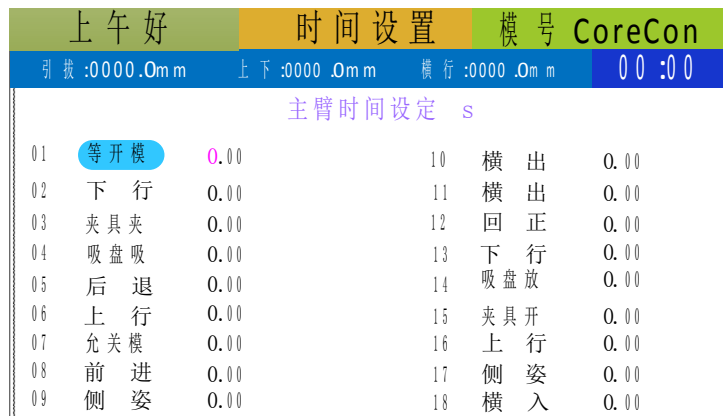 上午好 时间设置 模号 CoreCon
引拔:0000.0mm 上下:0000.0mm 横行:0000.0mm 00:00
主臂时间设定 s
01 等开模 0.00 10 横出 0.00
02 下行 0.00 11 横出 0.00
03 夹具夹 0.00 12 回正 0.00
04 吸盘吸 0.00 13 下行 0.00
05 后退 0.00 14 吸盘放 0.00
06 上行 0.00 15 夹具开 0.00
07 允关模 0.00 16 上行 0.00
08 前进 0.00 17 侧姿 0.00
09 侧姿 0.00 18 横入 0.00